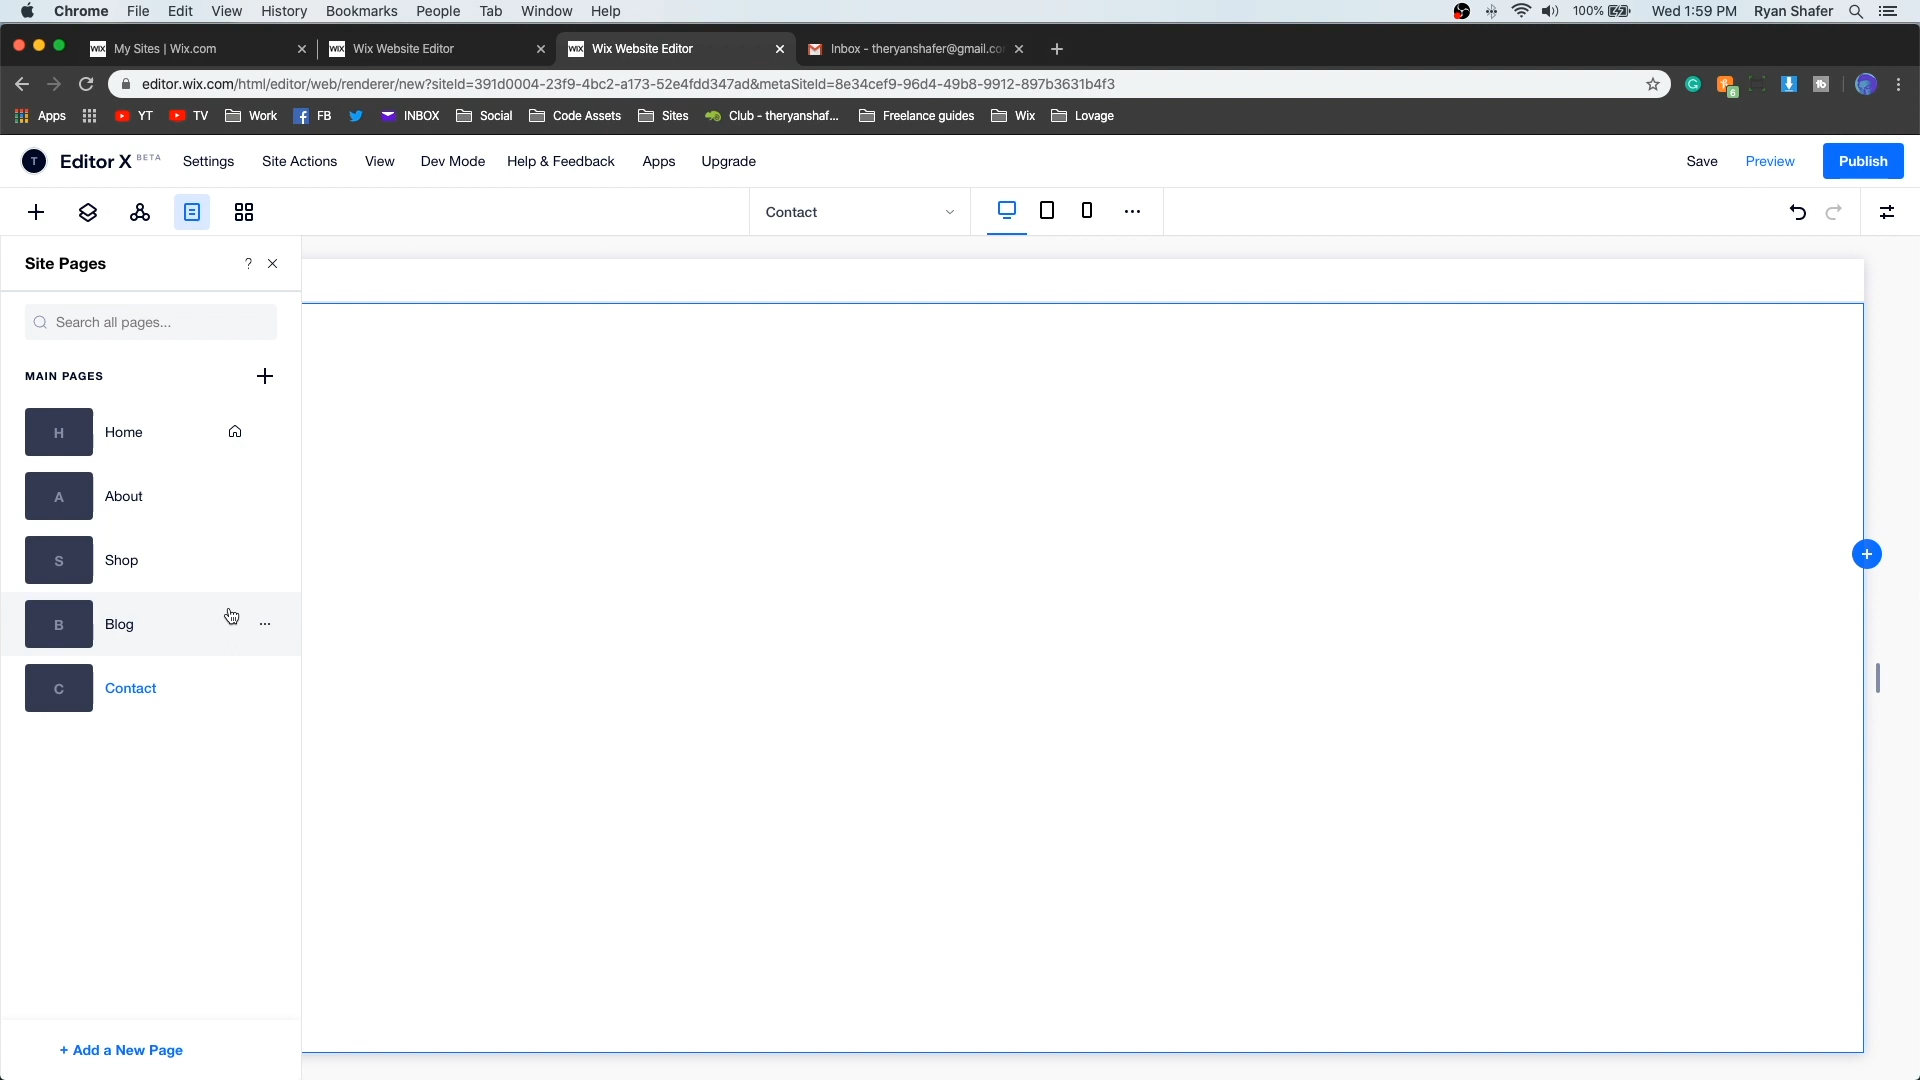 Chrome File Edit View History Bookmarks People Tab Window Help 100% Wed 1:59 PM Ryan Shafer
WIX My Sites | Wix.com WIX Wix Website Editor WIX Wix Website Editor Inbox - theryanshafer@gmail.co
editor.wix.com/html/editor/web/renderer/new?siteId=391d0004-23f9-4bc2-a173-52e4fdd347ad&metaSiteId=8e34cef9-96d4-49b8-9912-897b3631b4f3 6
Apps YT TV Work FB INBOX Social Code Assets Sites Club - theryanshaf... Freelance guides Wix Lovage
T Editor X BETA Settings Site Actions View Dev Mode Help & Feedback Apps Upgrade Save Preview Publish
Contact
Site Pages ?
Search all pages...
MAIN PAGES
H Home
A About
S Shop
B Blog
C Contact
+ Add a New Page